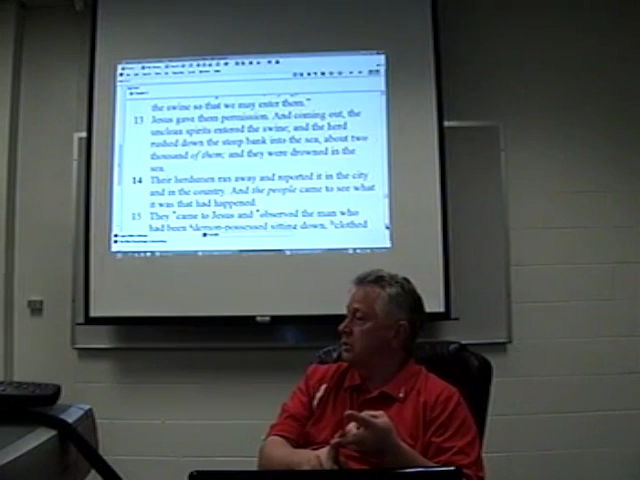 the swine so that we may enter them."
13 Jesus gave them permission. And coming out, the
unclean spirits entered the swine; and the herd
rushed down the steep bank into the sea, about two
thousand of them; and they were drowned in the
sea.
14 Their herdsmen ran away and reported it in the city
and in the country. And the people came to see what
it was that had happened.
15 They *came to Jesus and *observed the man who
had been ᵃdemon-possessed sitting down, ᵇclothed